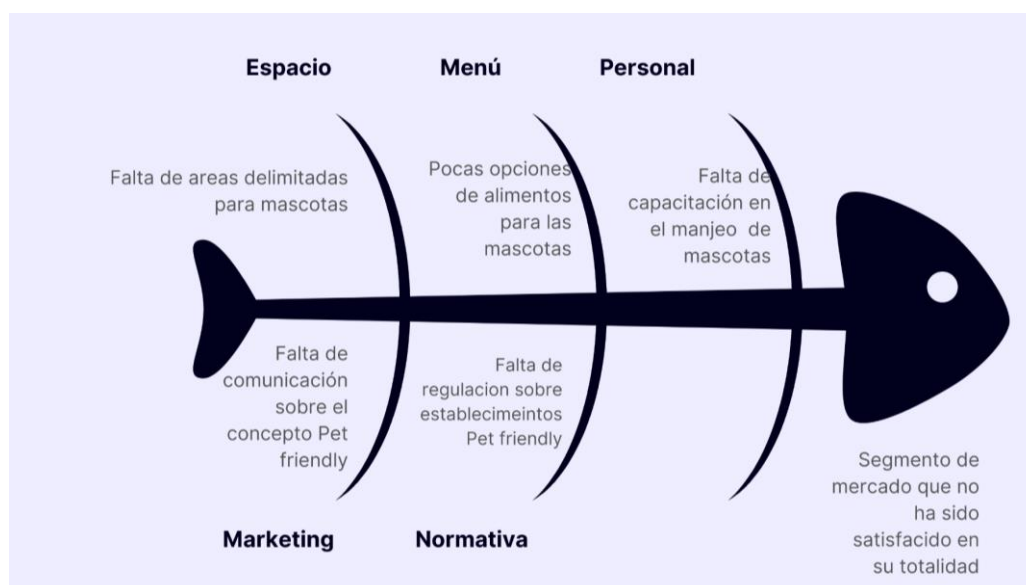 Espacio
Menú
Personal
Falta de areas delimitadas
para mascotas
Pocas opciones
de alimentos
para las
mascotas
Falta de
capacitación en
el manjeo de
mascotas
Falta de
comunicación
sobre el
concepto Pet
friendly
Falta de
regulacion sobre
establecimeintos
Pet friendly
Segmento de
mercado que no
ha sido
satisfacido en
su totalidad
Marketing
Normativa